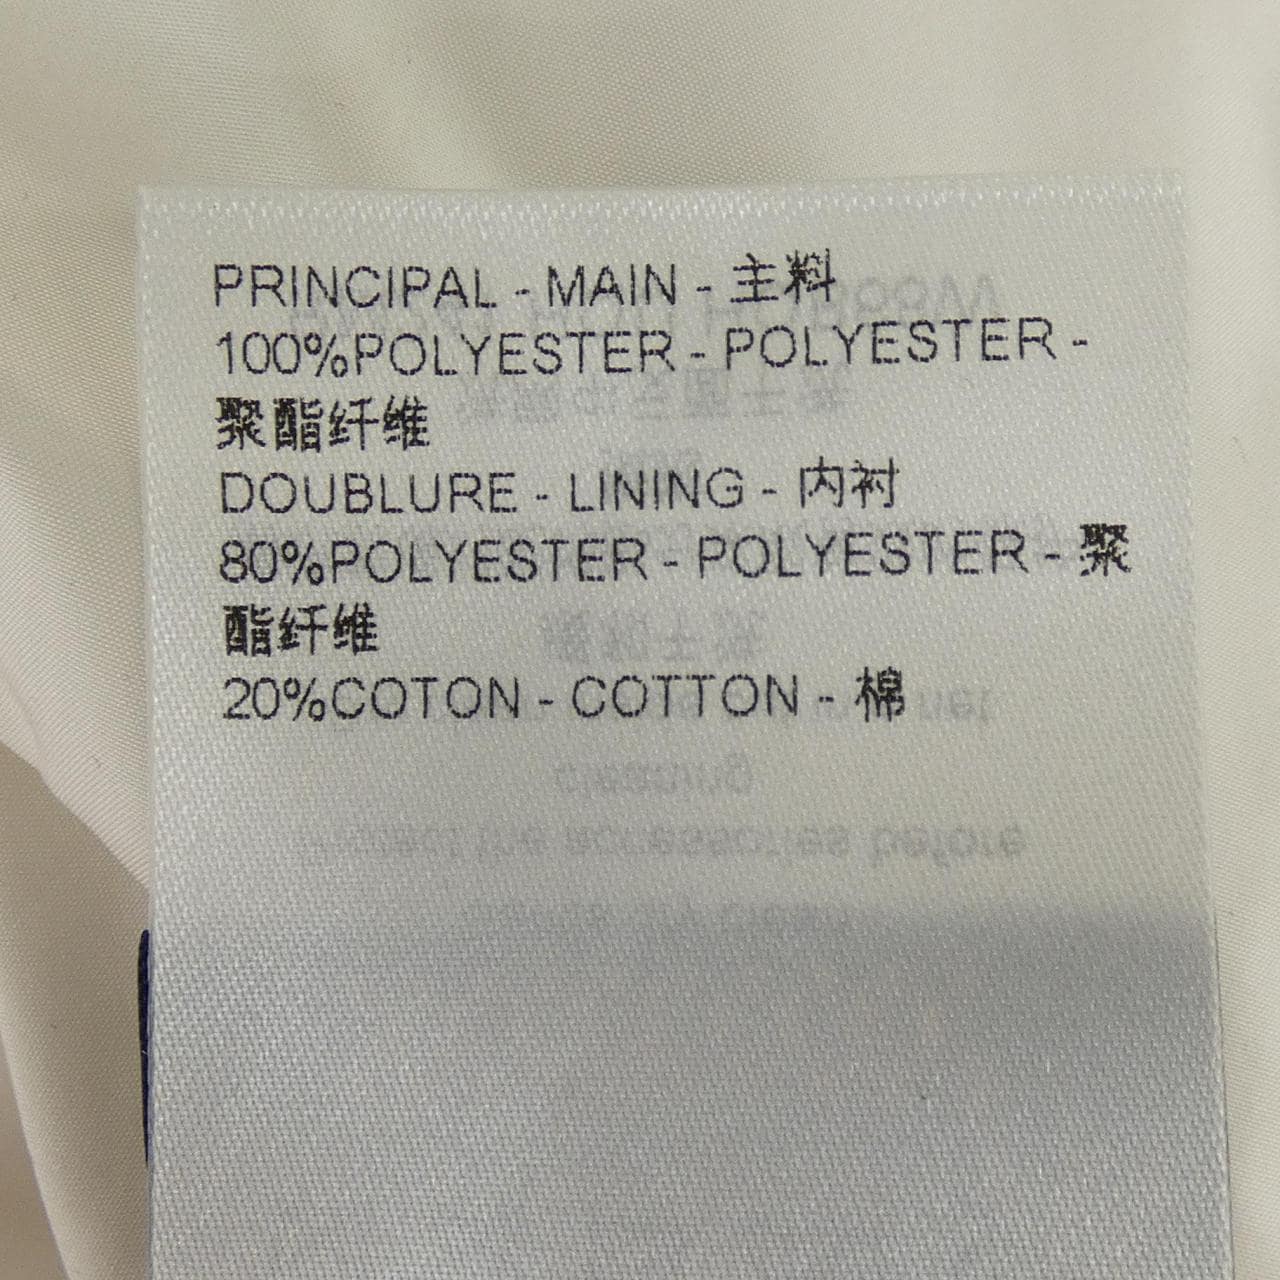 PRINCIPAL - MAIN - 主料
100%POLYESTER - POLYESTER -
聚酯纤维
DOUBLURE - LINING - 内衬
80%POLYESTER - POLYESTER - 聚
酯纤维
20%COTON - COTTON - 棉